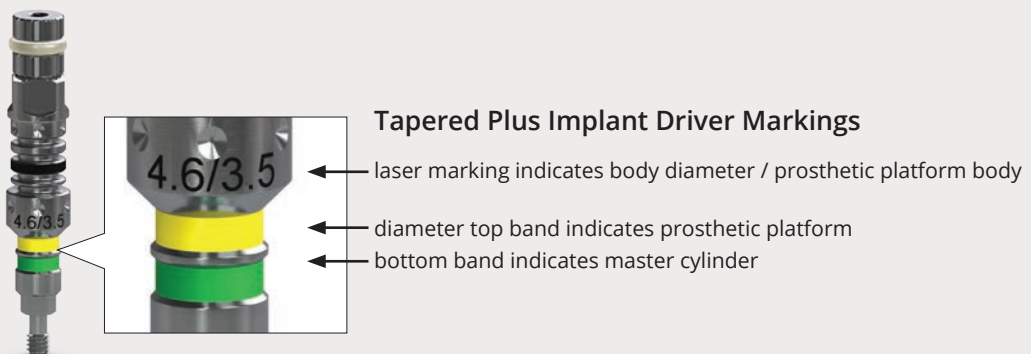 Tapered Plus Implant Driver Markings
4.6/3.5
laser marking indicates body diameter / prosthetic platform body
4.6/3.5
diameter top band indicates prosthetic platform
bottom band indicates master cylinder